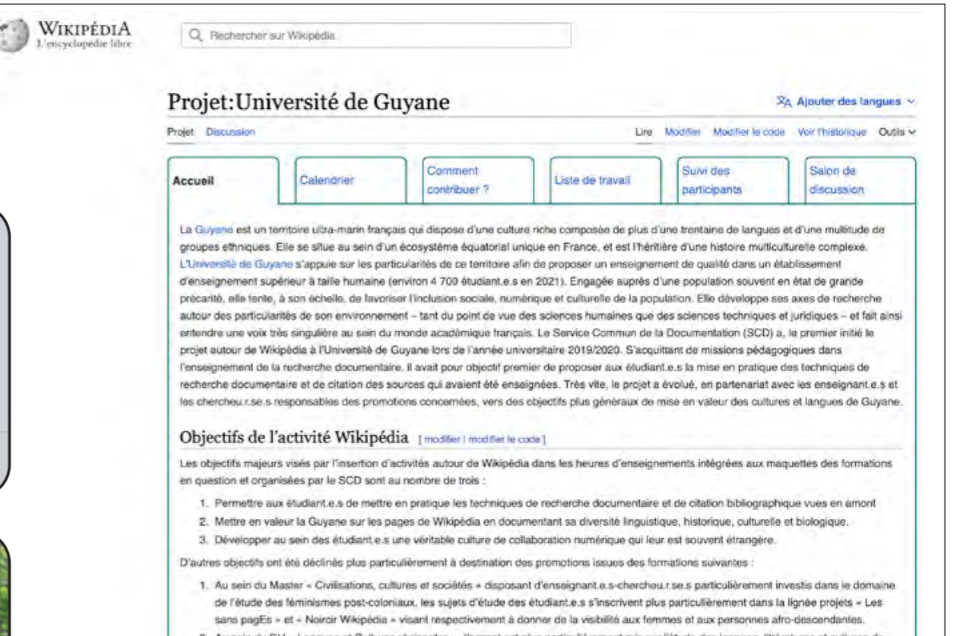 WIKIPÉDIA
L'encyclopédie libre
Rechercher sur Wikipédia
Projet:Université de Guyane
Ajouter des langues
Projet Discussion Lire Modifier Modifier le code Voir l'historique Outils
Accueil
Calendrier
Comment
contribuer ?
Liste de travail
Suivi des
participants
Salon de
discussion
La Guyane est un territoire ultra-marin français qui dispose d'une culture riche composée de plus d'une trentaine de langues et d'une multitude de
groupes ethniques. Elle se situe au sein d'un écosystème équatorial unique en France, et est l'héritière d'une histoire multiculturelle complexe.
L'Université de Guyane s'appuie sur les particularités de ce territoire afin de proposer un enseignement de qualité dans un établissement
d'enseignement supérieur à taille humaine (environ 4 700 étudiant.e.s en 2021). Engagée auprès d'une population souvent en état de grande
précarité, elle tente, à son échelle, de favoriser l'inclusion sociale, numérique et culturelle de la population. Elle développe ses axes de recherche
autour des particularités de son environnement – tant du point de vue des sciences humaines que des sciences techniques et juridiques – et fait ainsi
entendre une voix très singulière au sein du monde académique français. Le Service Commun de la Documentation (SCD) a, le premier initié le
projet autour de Wikipédia à l'Université de Guyane lors de l'année universitaire 2019/2020. S'acquittant de missions pédagogiques dans
l'enseignement de la recherche documentaire, il avait pour objectif premier de proposer aux étudiant.e.s la mise en pratique des techniques de
recherche documentaire et de citation des sources qui avaient été enseignées. Très vite, le projet a évolué, en partenariat avec les enseignant.e.s et
les chercheu.r.se.s responsables des promotions concernées, vers des objectifs plus généraux de mise en valeur des cultures et langues de Guyane.
Objectifs de l'activité Wikipédia [ modifier | modifier le code ]
Les objectifs majeurs visés par l'insertion d'activités autour de Wikipédia dans les heures d'enseignements intégrées aux maquettes des formations
en question et organisées par le SCD sont au nombre de trois :
1. Permettre aux étudiant.e.s de mettre en pratique les techniques de recherche documentaire et de citation bibliographique vues en amont
2. Mettre en valeur la Guyane sur les pages de Wikipédia en documentant sa diversité linguistique, historique, culturelle et biologique.
3. Développer au sein des étudiant.e.s une véritable culture de collaboration numérique qui leur est souvent étrangère.
D'autres objectifs ont été déclinés plus particulièrement à destination des promotions issues des formations suivantes :
1. Au sein du Master « Civilisations, cultures et sociétés » disposant d'enseignant.e.s-chercheu.r.se.s particulièrement investis dans le domaine
de l'étude des féminismes post-coloniaux, les sujets d'étude des étudiant.e.s s'inscrivent plus particulièrement dans la lignée projets « Les
sans pagEs » et « Noircir Wikipédia » visant respectivement à donner de la visibilité aux femmes et aux personnes afro-descendantes.